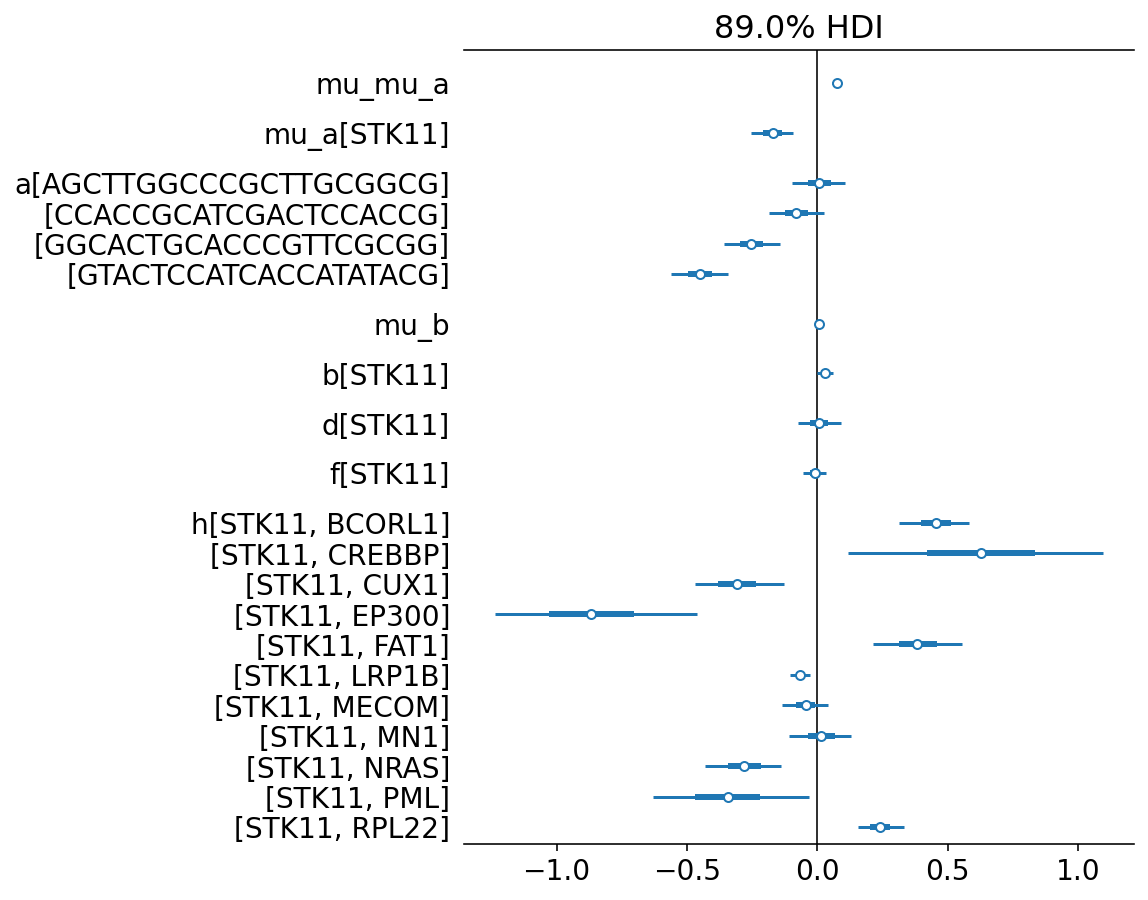 89.0% HDI
mu_mu_a
mu_a[STK11]
a[AGCTTGGCCCGCTTGCGGCG]
[CCACCGCATCGACTCCACCG]
[GGCACTGCACCCGTTCGCGG]
[GTACTCCATCACCATATACG]
mu_b
b[STK11]
d[STK11]
f[STK11]
h[STK11, BCORL1]
[STK11, CREBBP]
[STK11, CUX1]
[STK11, EP300]
[STK11, FAT1]
[STK11, LRP1B]
[STK11, MECOM]
[STK11, MN1]
[STK11, NRAS]
[STK11, PML]
[STK11, RPL22]
−1.0 −0.5 0.0 0.5 1.0